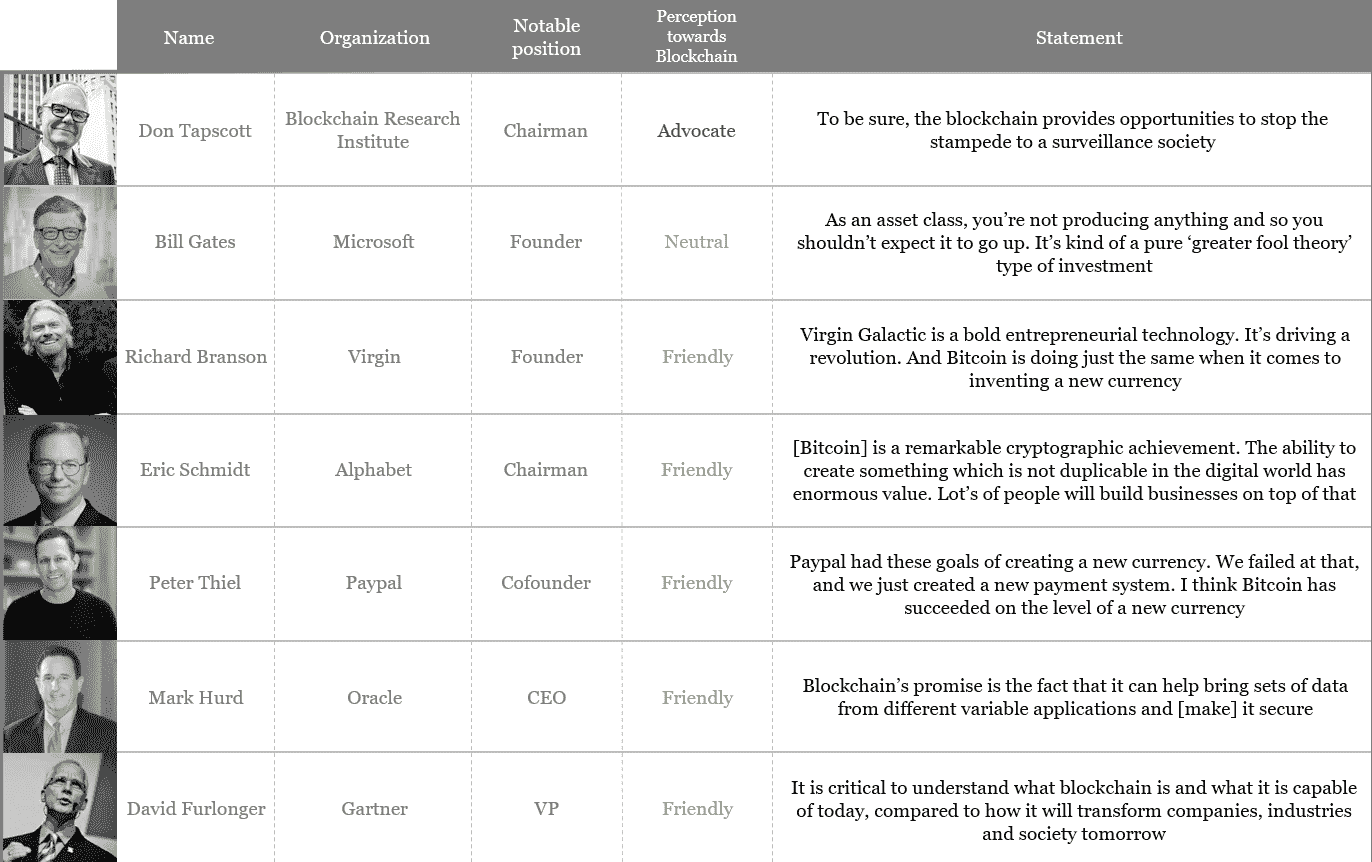 Name
Organization
Notable
position
Perception
towards
Blockchain
Statement
Don Tapscott
Blockchain Research
Institute
Chairman
Advocate
To be sure, the blockchain provides opportunities to stop the
stampede to a surveillance society
Bill Gates
Microsoft
Founder
Neutral
As an asset class, you’re not producing anything and so you
shouldn’t expect it to go up. It’s kind of a pure ‘greater fool theory’
type of investment
Richard Branson
Virgin
Founder
Friendly
Virgin Galactic is a bold entrepreneurial technology. It’s driving a
revolution. And Bitcoin is doing just the same when it comes to
inventing a new currency
Eric Schmidt
Alphabet
Chairman
Friendly
[Bitcoin] is a remarkable cryptographic achievement. The ability to
create something which is not duplicable in the digital world has
enormous value. Lot’s of people will build businesses on top of that
Peter Thiel
Paypal
Cofounder
Friendly
Paypal had these goals of creating a new currency. We failed at that,
and we just created a new payment system. I think Bitcoin has
succeeded on the level of a new currency
Mark Hurd
Oracle
CEO
Friendly
Blockchain’s promise is the fact that it can help bring sets of data
from different variable applications and [make] it secure
David Furlonger
Gartner
VP
Friendly
It is critical to understand what blockchain is and what it is capable
of today, compared to how it will transform companies, industries
and society tomorrow